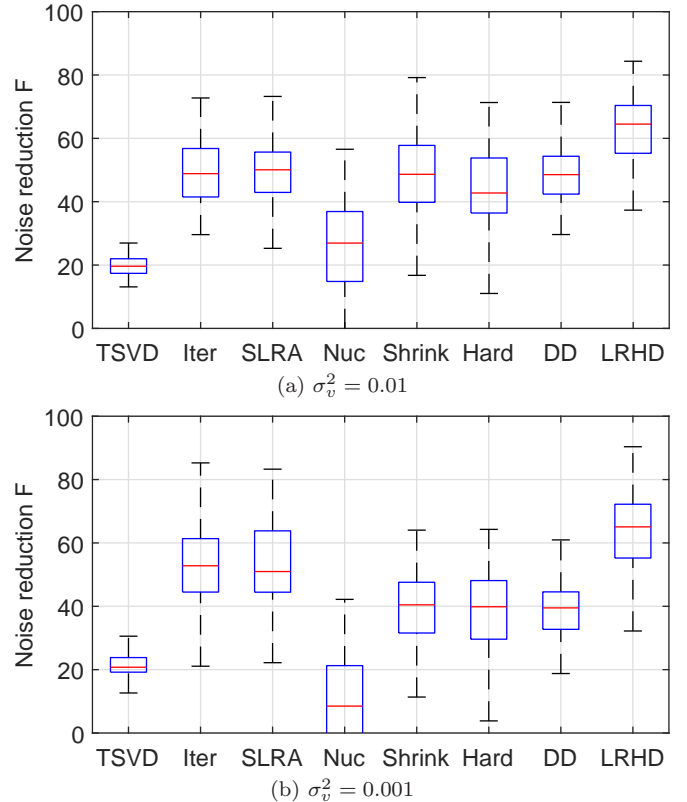 100
80
60
40
20
0
Noise reduction F
TSVD Iter SLRA Nuc Shrink Hard DD LRHD
(a) σ_v^2 = 0.01
100
80
60
40
20
0
Noise reduction F
TSVD Iter SLRA Nuc Shrink Hard DD LRHD
(b) σ_v^2 = 0.001